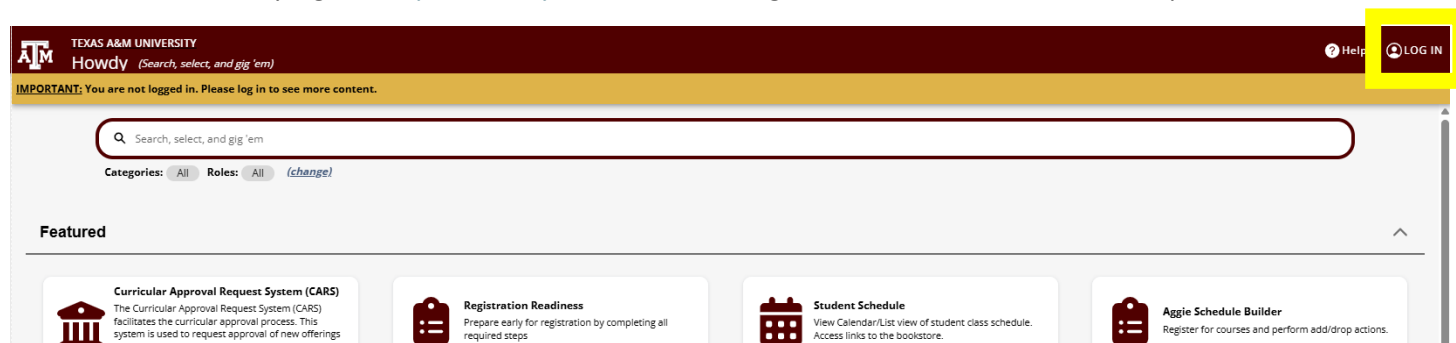 TEXAS A&M UNIVERSITY
Howdy (Search, select, and gig 'em)
Help
LOG IN
IMPORTANT: You are not logged in. Please log in to see more content.
Search, select, and gig 'em
Categories: All Roles: All (change)
Featured
Curricular Approval Request System (CARS)
The Curricular Approval Request System (CARS)
facilitates the curricular approval process. This
system is used to request approval of new offerings
Registration Readiness
Prepare early for registration by completing all
required steps
Student Schedule
View Calendar/List view of student class schedule.
Access links to the bookstore.
Aggie Schedule Builder
Register for courses and perform add/drop actions.